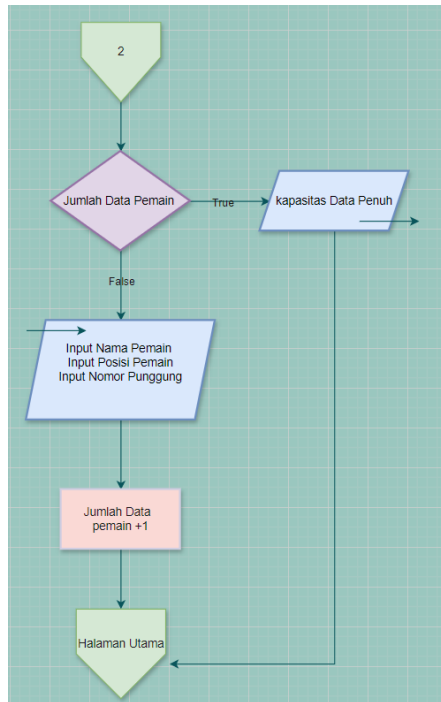 2
Jumlah Data Pemain
True
kapasitas Data Penuh
False
Input Nama Pemain
Input Posisi Pemain
Input Nomor Punggung
Jumlah Data
pemain +1
Halaman Utama